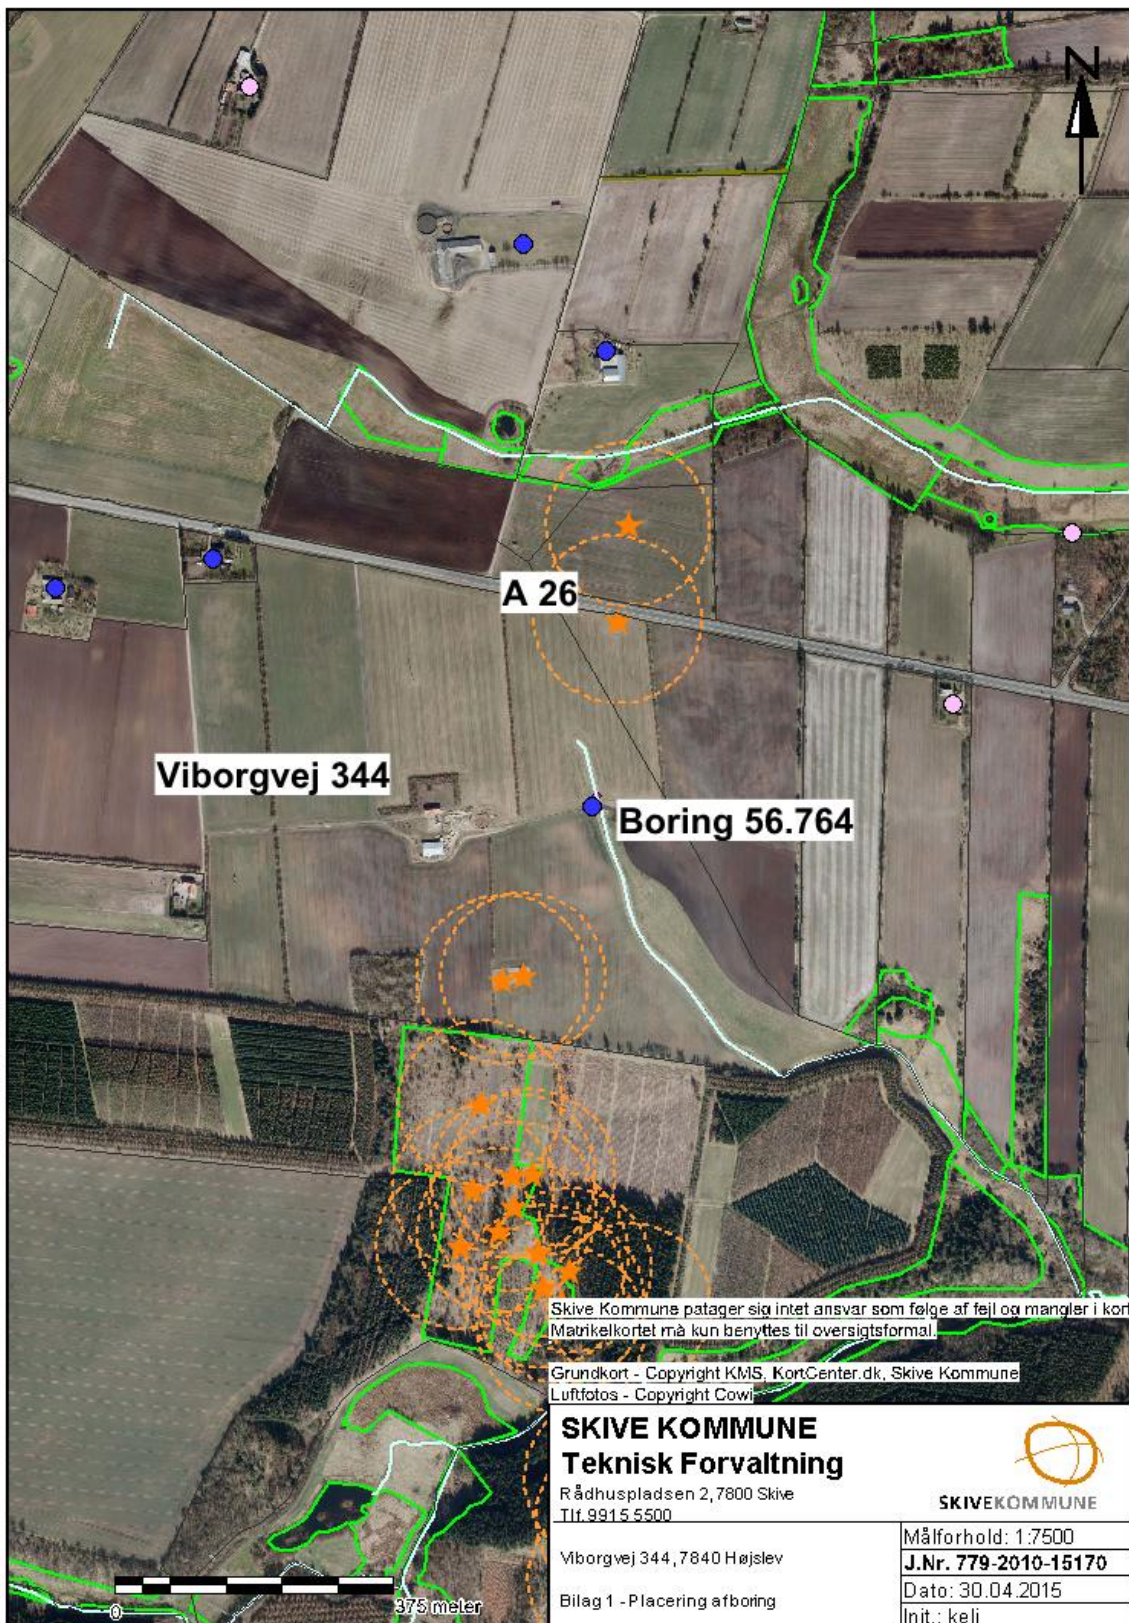 N
A 26
Viborgvej 344
Boring 56.764
Skive Kommune patager sig intet ansvar som følge af fejl og mangler i kort
Matrikelkortet må kun benyttes til oversigtsformål.
Grundkort - Copyright KMS, KortCenter.dk, Skive Kommune
Luftfotos - Copyright Cowi
SKIVE KOMMUNE
Teknisk Forvaltning
Rådhuspladsen 2, 7800 Skive
Tlf. 9915 5500
SKIVEKOMMUNE
Viborgvej 344, 7840 Højslev
Bilag 1 - Placering af boring
Målforhold: 1:7500
J.Nr. 779-2010-15170
Dato: 30.04.2015
Init.: kelj
0 375 meter